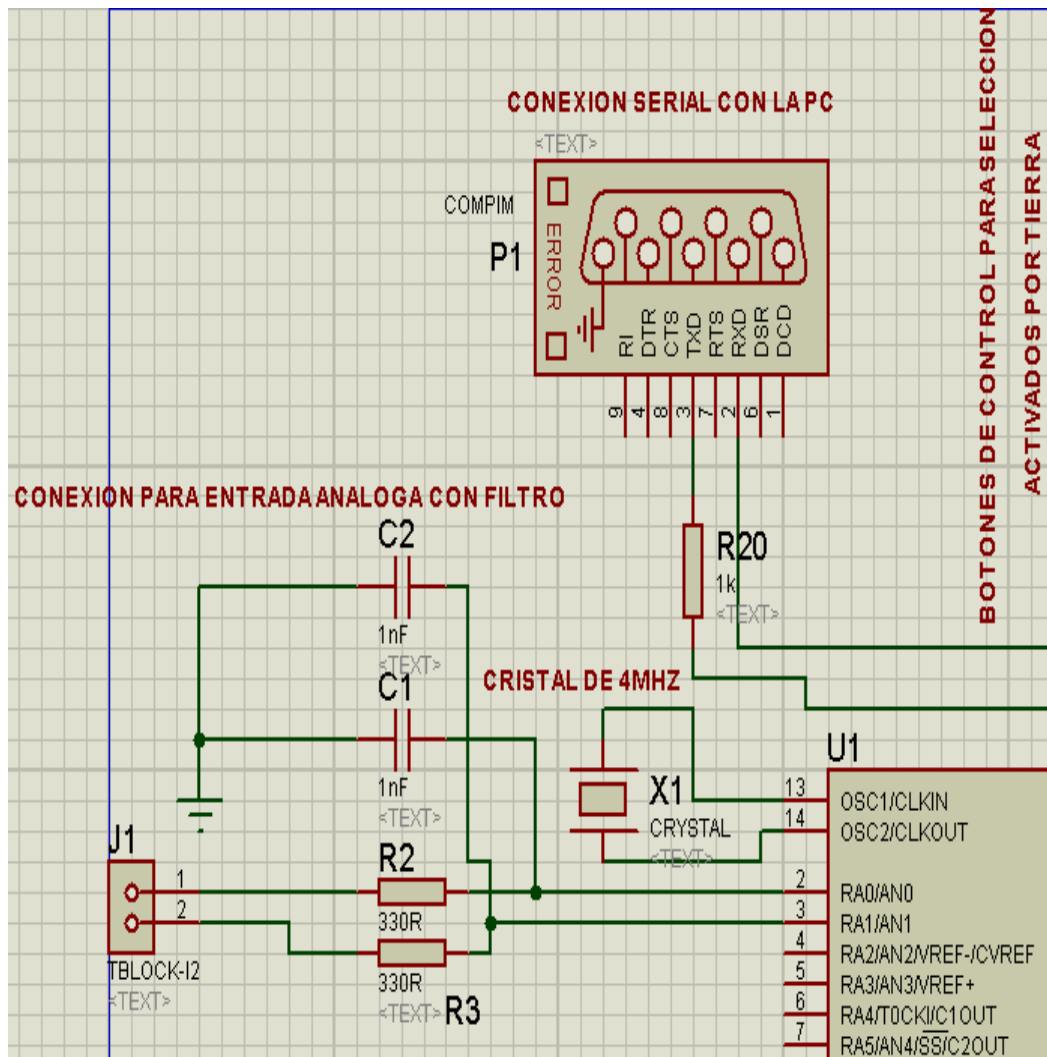 CONEXION SERIAL CON LA PC
<TEXT>
COMPIM
P1
ERROR
RI
DTR
CTS
TXD
RTS
RXD
DSR
DCD
9
4
8
3
7
2
6
1
BOTONES DE CONTROL PARA SELECCION
ACTIVADOS POR TIERRA
CONEXION PARA ENTRADA ANALOGA CON FILTRO
C2
1nF
<TEXT>
R20
1k
<TEXT>
C1
1nF
<TEXT>
CRISTAL DE 4MHZ
X1
CRYSTAL
<TEXT>
U1
13
OSC1/CLKIN
14
OSC2/CLKOUT
2
RA0/AN0
3
RA1/AN1
4
RA2/AN2/VREF-/CVREF
5
RA3/AN3/VREF+
6
RA4/T0CKI/C1OUT
7
RA5/AN4/SS/C2OUT
J1
1
2
TBLOCK-I2
<TEXT>
R2
330R
330R
<TEXT>
R3